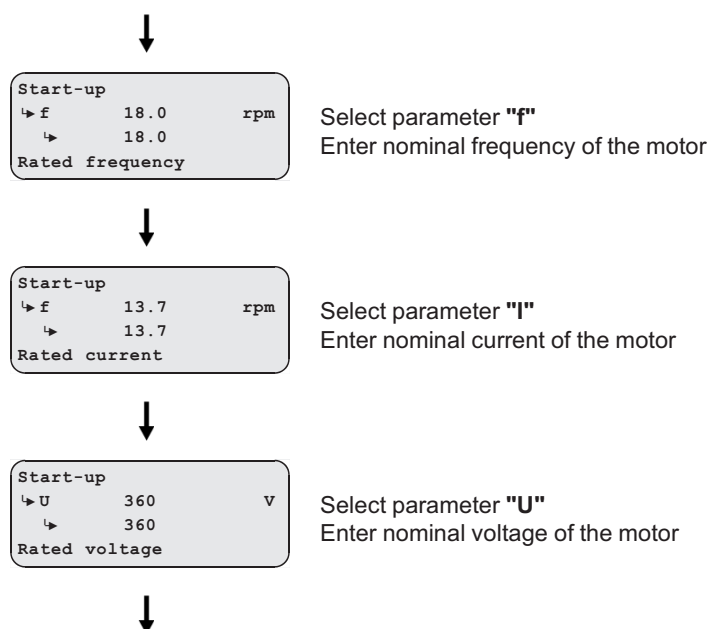 Start-up
↳ f 18.0 rpm
↳ 18.0
Rated frequency
Select parameter "f"
Enter nominal frequency of the motor
Start-up
↳ f 13.7 rpm
↳ 13.7
Rated current
Select parameter "I"
Enter nominal current of the motor
Start-up
↳ U 360 V
↳ 360
Rated voltage
Select parameter "U"
Enter nominal voltage of the motor